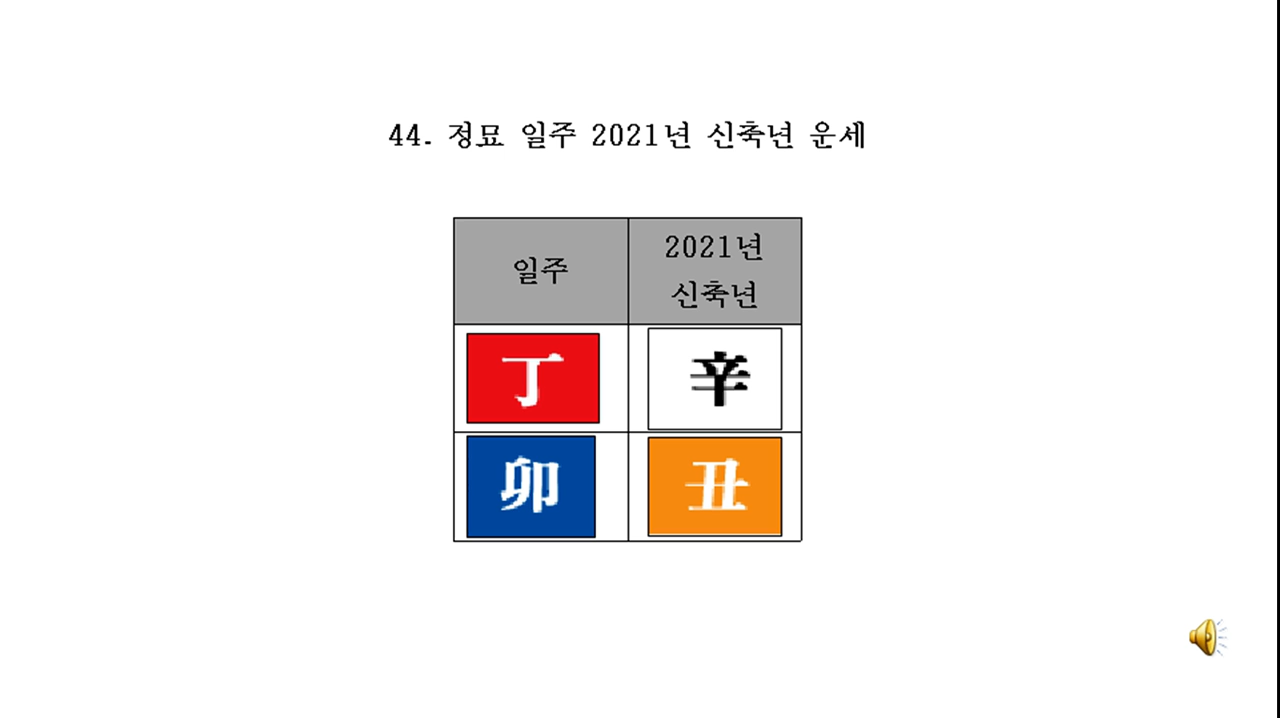 44. 정묘 일주 2021년 신축년 운세
일주
2021년
신축년
丁
辛
卯
丑